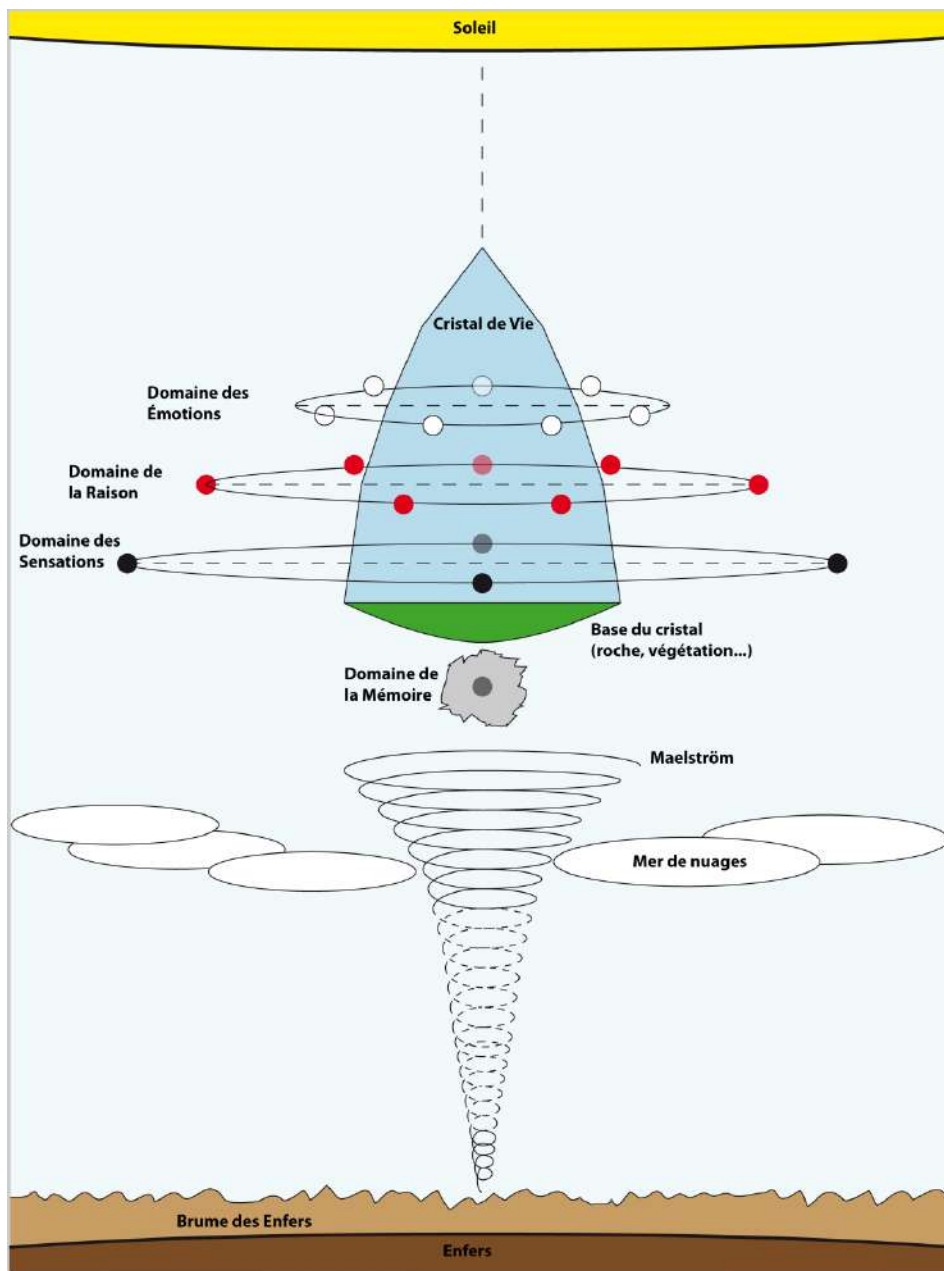 Soleil
Cristal de Vie
Domaine des
Émotions
Domaine de
la Raison
Domaine des
Sensations
Base du cristal
(roche, végétation...)
Domaine de
la Mémoire
Maelström
Mer de nuages
Brume des Enfers
Enfers